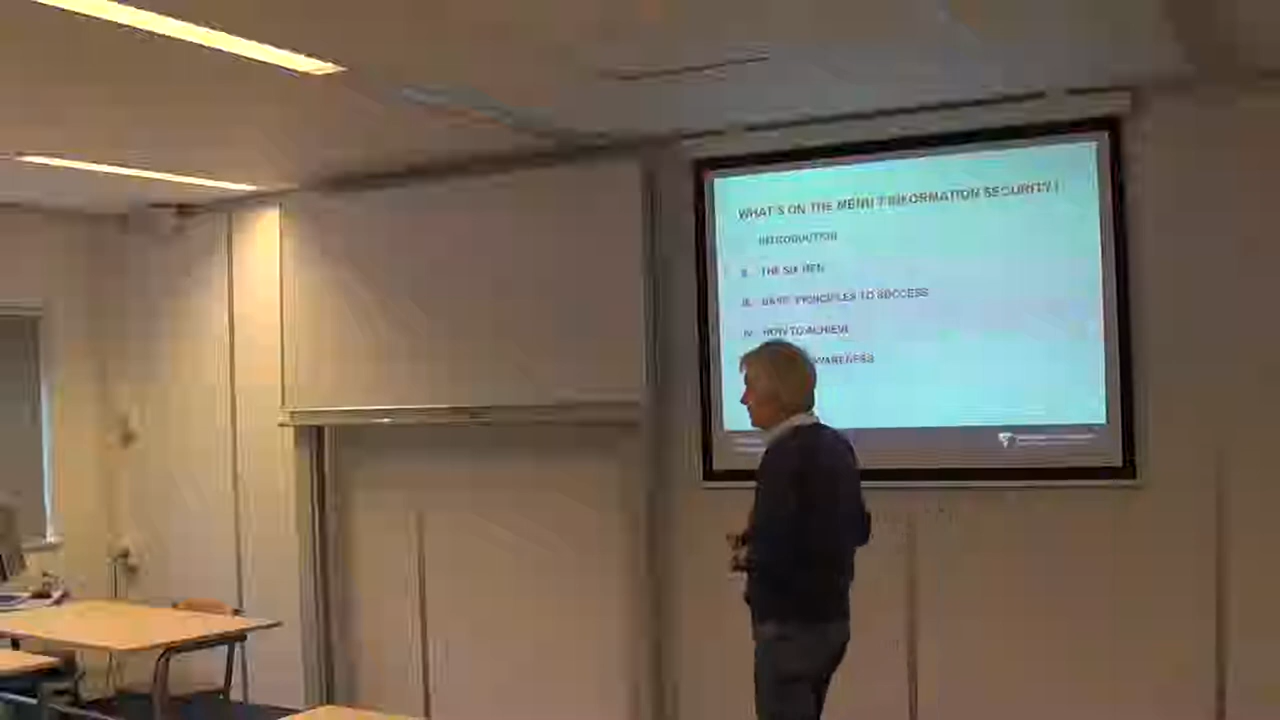 WHAT'S ON THE MENU ? INFORMATION SECURITY !
INTRODUCTION
II. THE SIX MEN
III. BASIC PRINCIPLES TO SUCCESS
IV. HOW TO ACHIEVE
AWARENESS